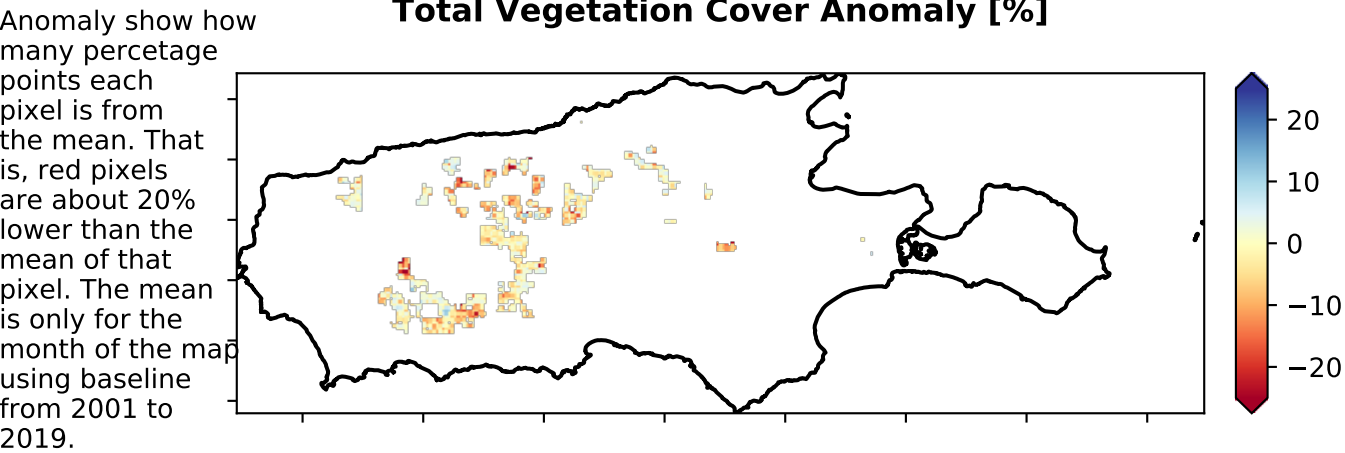 Total Vegetation Cover Anomaly [%]
Anomaly show how
many percetage
points each
pixel is from
the mean. That
is, red pixels
are about 20%
lower than the
mean of that
pixel. The mean
is only for the
month of the map
using baseline
from 2001 to
2019.
20
10
0
−10
−20